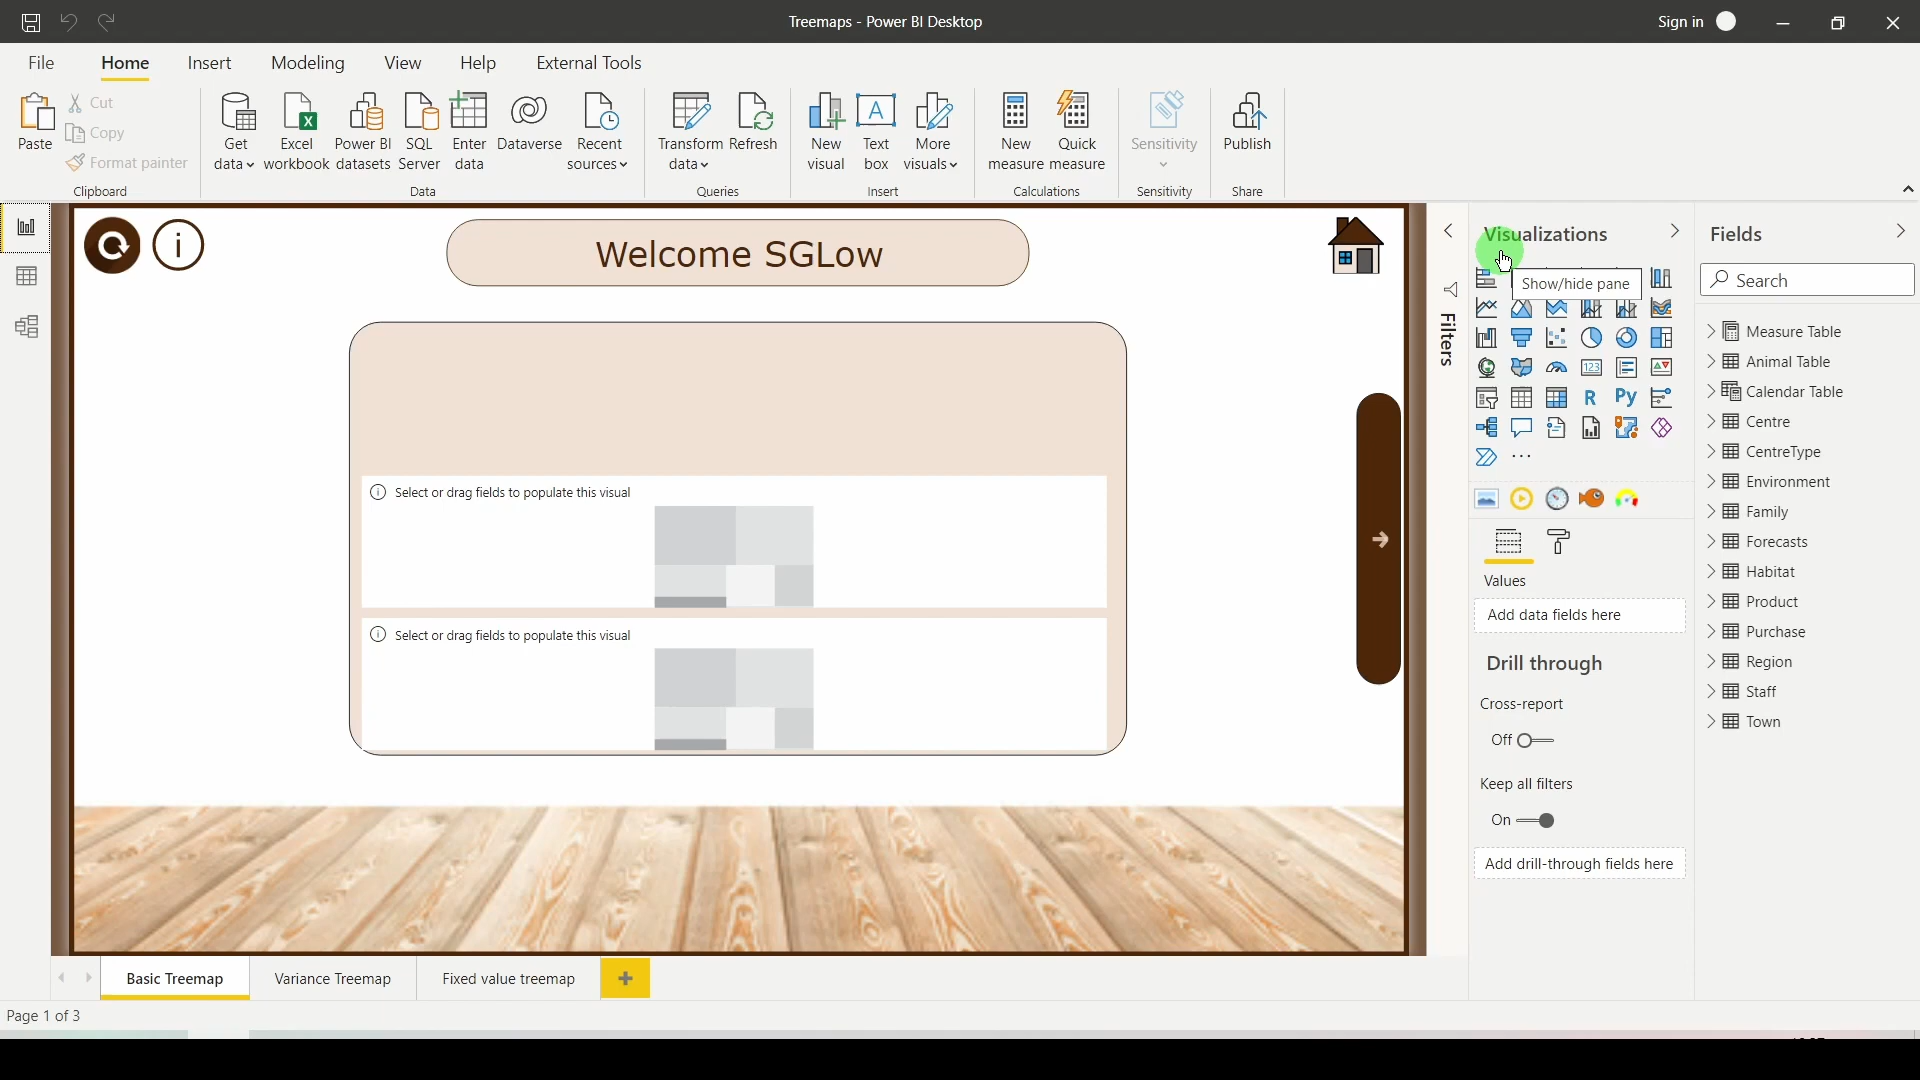 Treemaps - Power BI Desktop
Sign in
File Home Insert Modeling View Help External Tools
Paste
Cut
Copy
Format painter
Clipboard
Get data
Excel workbook
Power BI datasets
SQL Server
Enter data
Dataverse
Recent sources
Data
Transform data
Refresh
Queries
New visual
A
Text box
More visuals
Insert
New measure
Quick measure
Calculations
Sensitivity
Sensitivity
Publish
Share
i
Welcome SGLow
Select or drag fields to populate this visual
Select or drag fields to populate this visual
Filters
Visualizations
Show/hide pane
123
R
Py
...
Values
Add data fields here
Drill through
Cross-report
Off
Keep all filters
On
Add drill-through fields here
Fields
Search
Measure Table
Animal Table
Calendar Table
Centre
CentreType
Environment
Family
Forecasts
Habitat
Product
Purchase
Region
Staff
Town
Basic Treemap
Variance Treemap
Fixed value treemap
+
Page 1 of 3